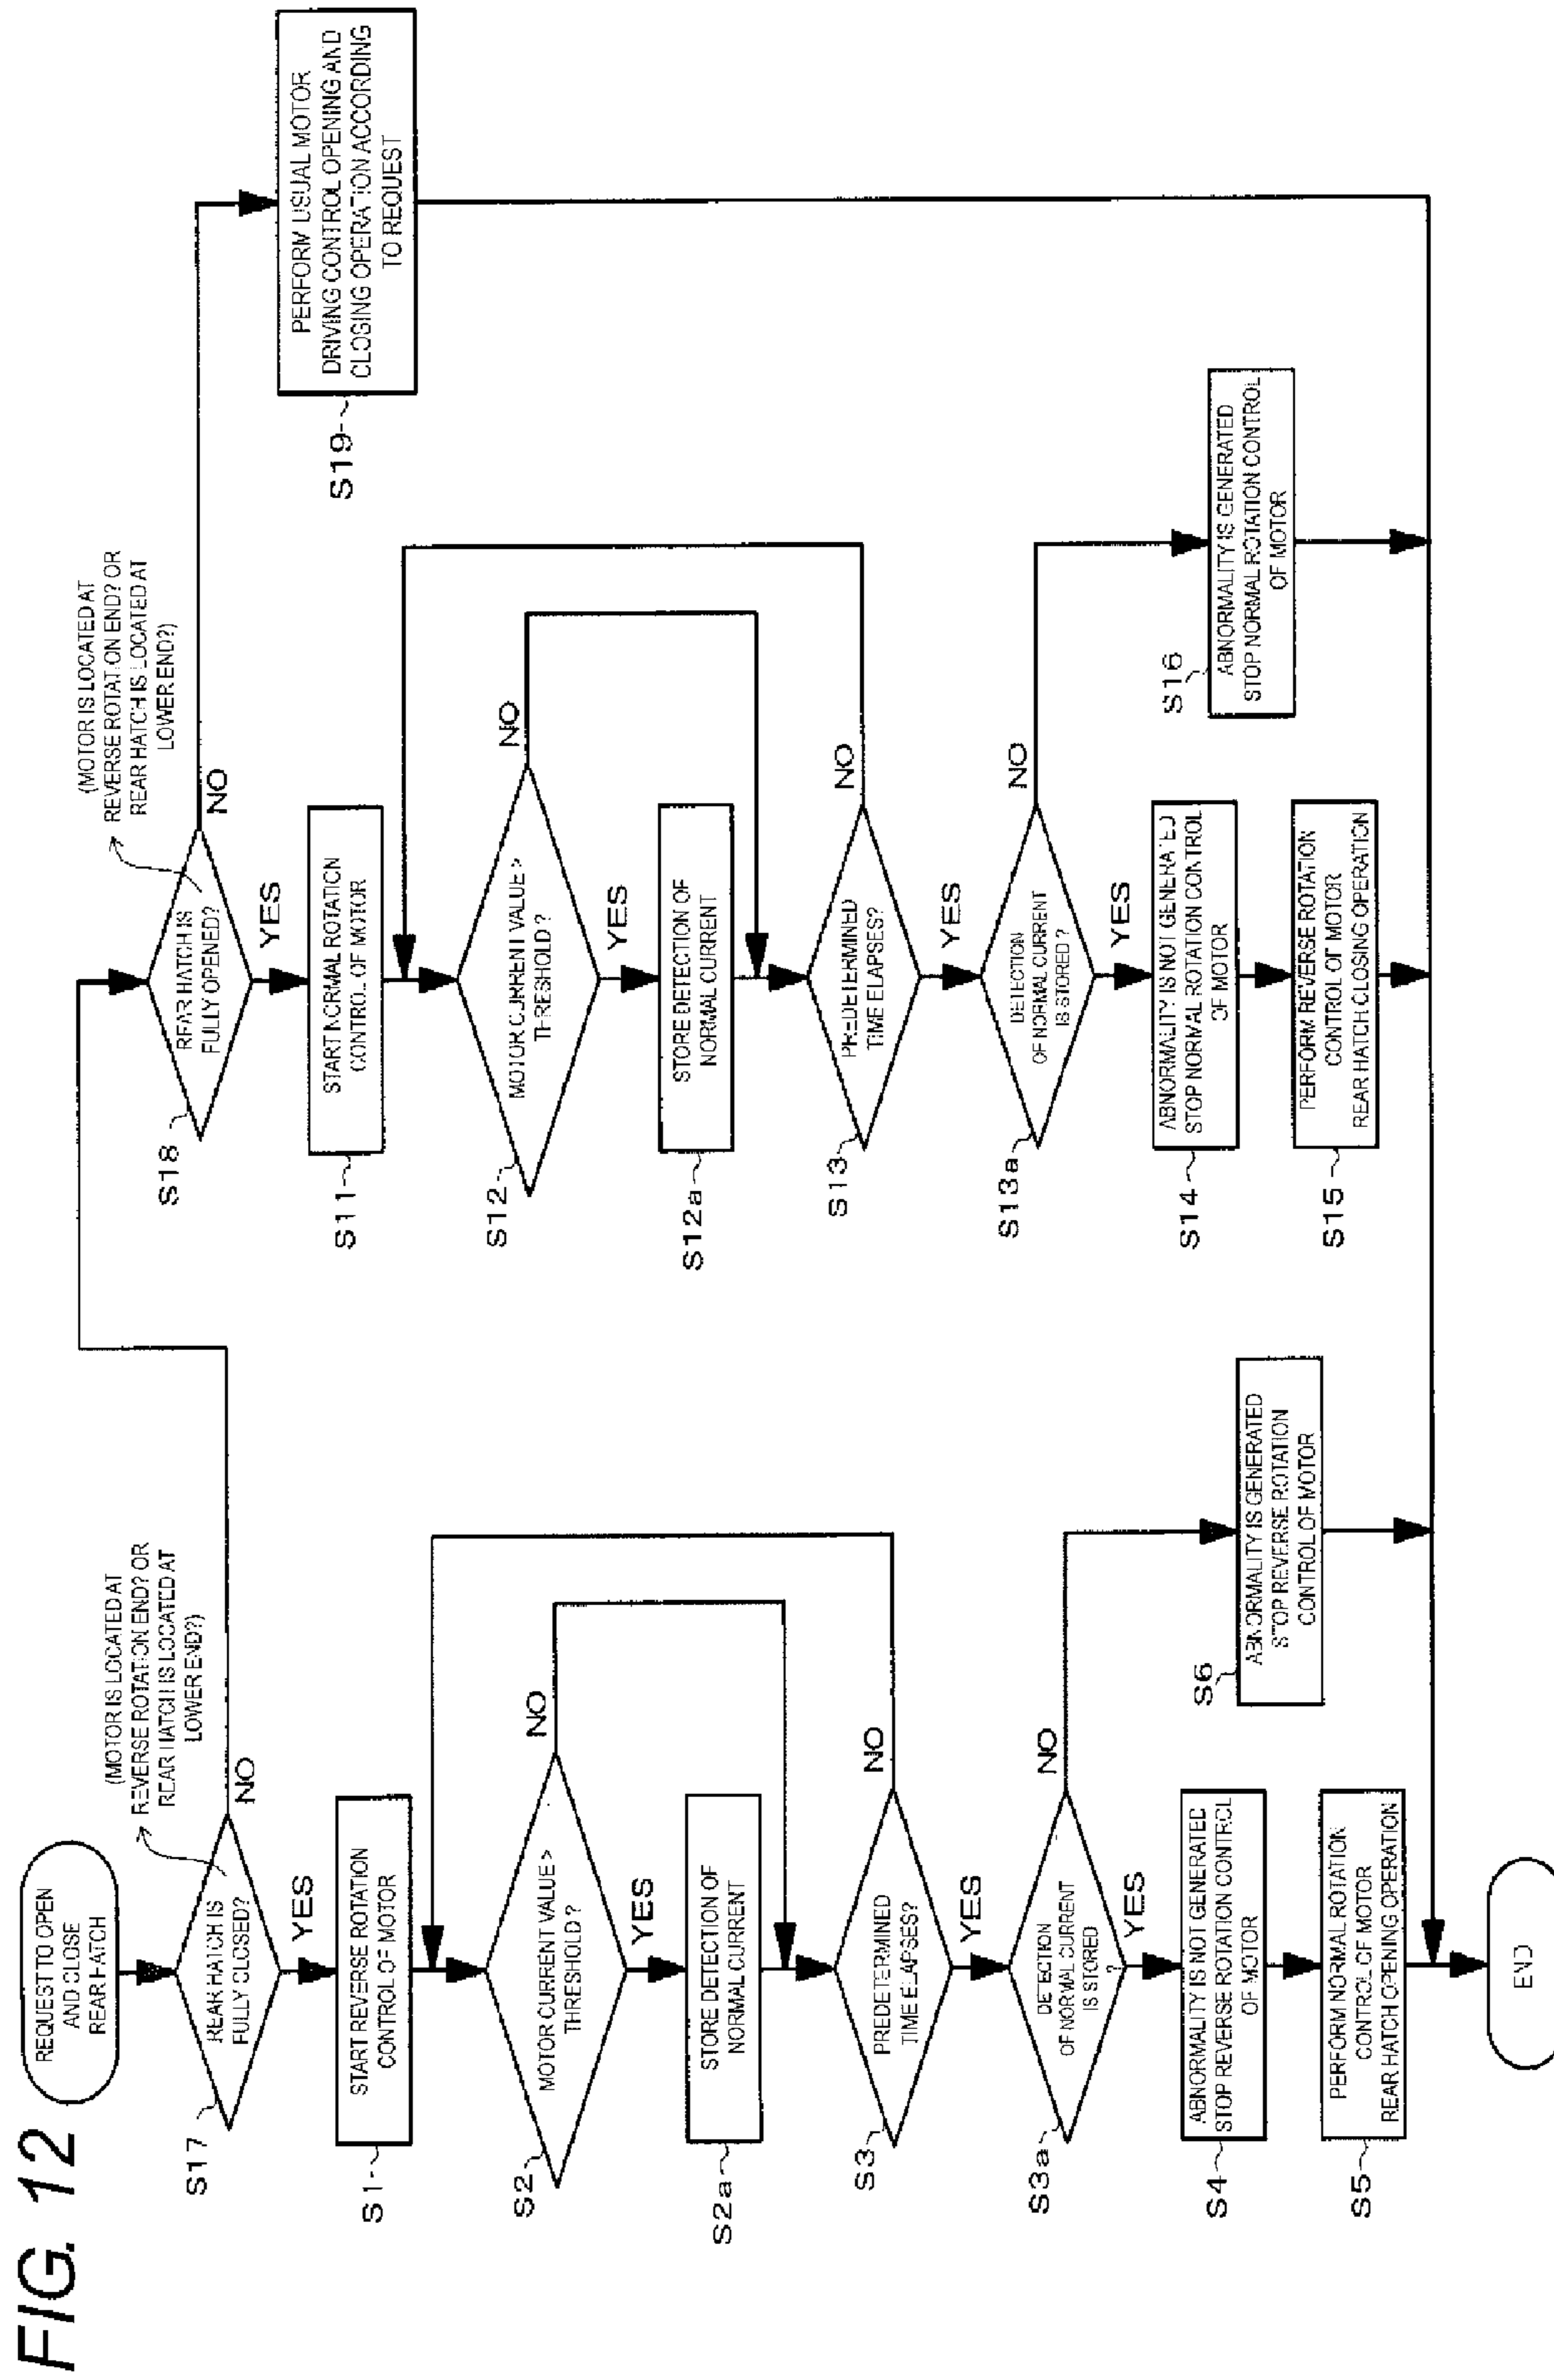 FIG. 12
REQUEST TO OPEN
AND CLOSE
REAR HATCH
S17
REAR HATCH IS
FULLY CLOSED?
(MOTOR IS LOCATED AT
REVERSE ROTATION END? OR
REAR HATCH IS LOCATED AT
LOWER END?)
NO
YES
S1
START REVERSE ROTATION
CONTROL OF MOTOR
S2
MOTOR CURRENT VALUE >
THRESHOLD?
NO
YES
S2a
STORE DETECTION OF
NORMAL CURRENT
S3
PREDETERMINED
TIME ELAPSES?
NO
YES
S3a
DETECTION
OF NORMAL CURRENT
IS STORED
?
NO
YES
S4
ABNORMALITY IS NOT GENERATED
STOP REVERSE ROTATION CONTROL
OF MOTOR
S5
PERFORM NORMAL ROTATION
CONTROL OF MOTOR
REAR HATCH OPENING OPERATION
S6
ABNORMALITY IS GENERATED
STOP REVERSE ROTATION
CONTROL OF MOTOR
END
S18
REAR HATCH IS
FULLY OPENED?
(MOTOR IS LOCATED AT
REVERSE ROTATION END? OR
REAR HATCH IS LOCATED AT
LOWER END?)
NO
YES
S11
START NORMAL ROTATION
CONTROL OF MOTOR
S12
MOTOR CURRENT VALUE >
THRESHOLD?
NO
YES
S12a
STORE DETECTION OF
NORMAL CURRENT
S13
PREDETERMINED
TIME ELAPSES?
NO
YES
S13a
DETECTION
OF NORMAL CURRENT
IS STORED?
NO
YES
S14
ABNORMALITY IS NOT GENERATED
STOP NORMAL ROTATION CONTROL
OF MOTOR
S15
PERFORM REVERSE ROTATION
CONTROL OF MOTOR
REAR HATCH CLOSING OPERATION
S16
ABNORMALITY IS GENERATED
STOP NORMAL ROTATION CONTROL
OF MOTOR
S19
PERFORM USUAL MOTOR
DRIVING CONTROL OPENING AND
CLOSING OPERATION ACCORDING
TO REQUEST